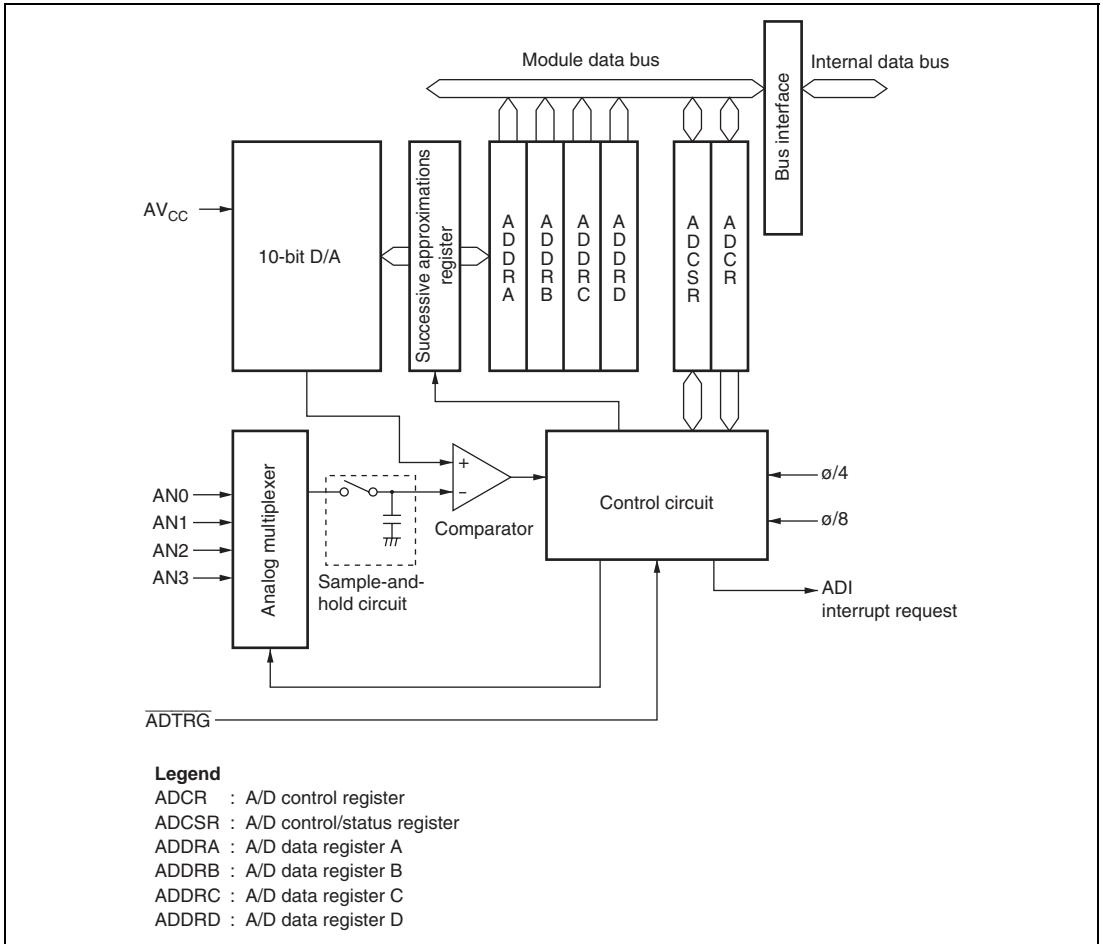 Module data bus
Internal data bus
Bus interface
AVCC
10-bit D/A
Successive approximations
register
ADDRA
ADDRB
ADDRC
ADDRD
ADCSR
ADCR
AN0
AN1
AN2
AN3
Analog multiplexer
Sample-and-
hold circuit
+
−
Comparator
Control circuit
ø/4
ø/8
ADI
interrupt request
ADTRG
Legend
ADCR : A/D control register
ADCSR : A/D control/status register
ADDRA : A/D data register A
ADDRB : A/D data register B
ADDRC : A/D data register C
ADDRD : A/D data register D